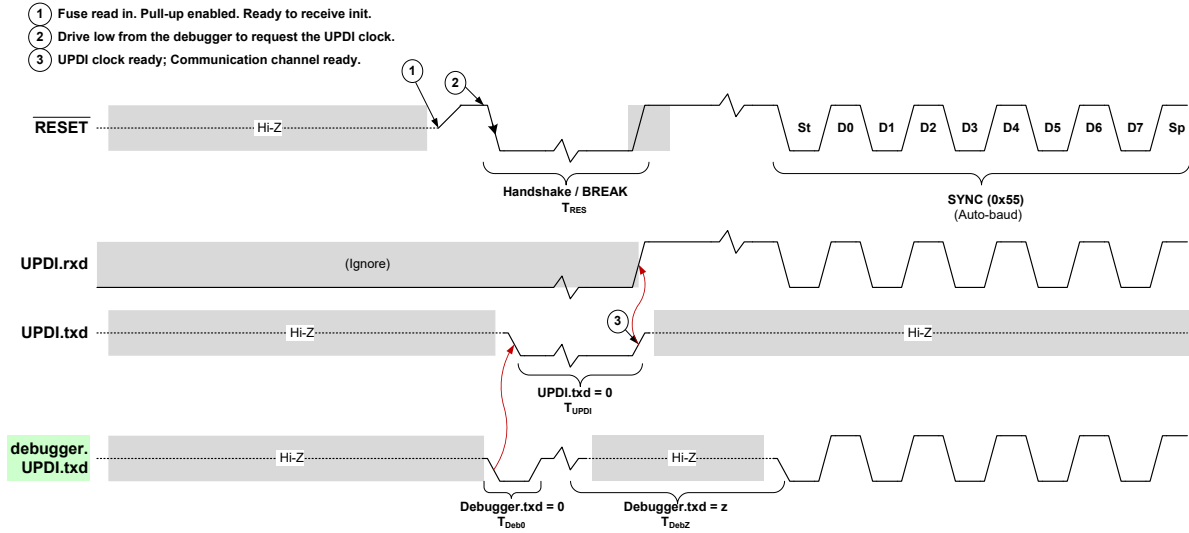 1 Fuse read in. Pull-up enabled. Ready to receive init.
2 Drive low from the debugger to request the UPDI clock.
3 UPDI clock ready; Communication channel ready.
1
2
RESET
Hi-Z
St D0 D1 D2 D3 D4 D5 D6 D7 Sp
Handshake / BREAK
TRES
SYNC (0x55)
(Auto-baud)
UPDI.rxd
(Ignore)
3
UPDI.txd
Hi-Z
Hi-Z
UPDI.txd = 0
TUPDI
debugger.
UPDI.txd
Hi-Z
Hi-Z
Debugger.txd = 0
TDeb0
Debugger.txd = z
TDebZ